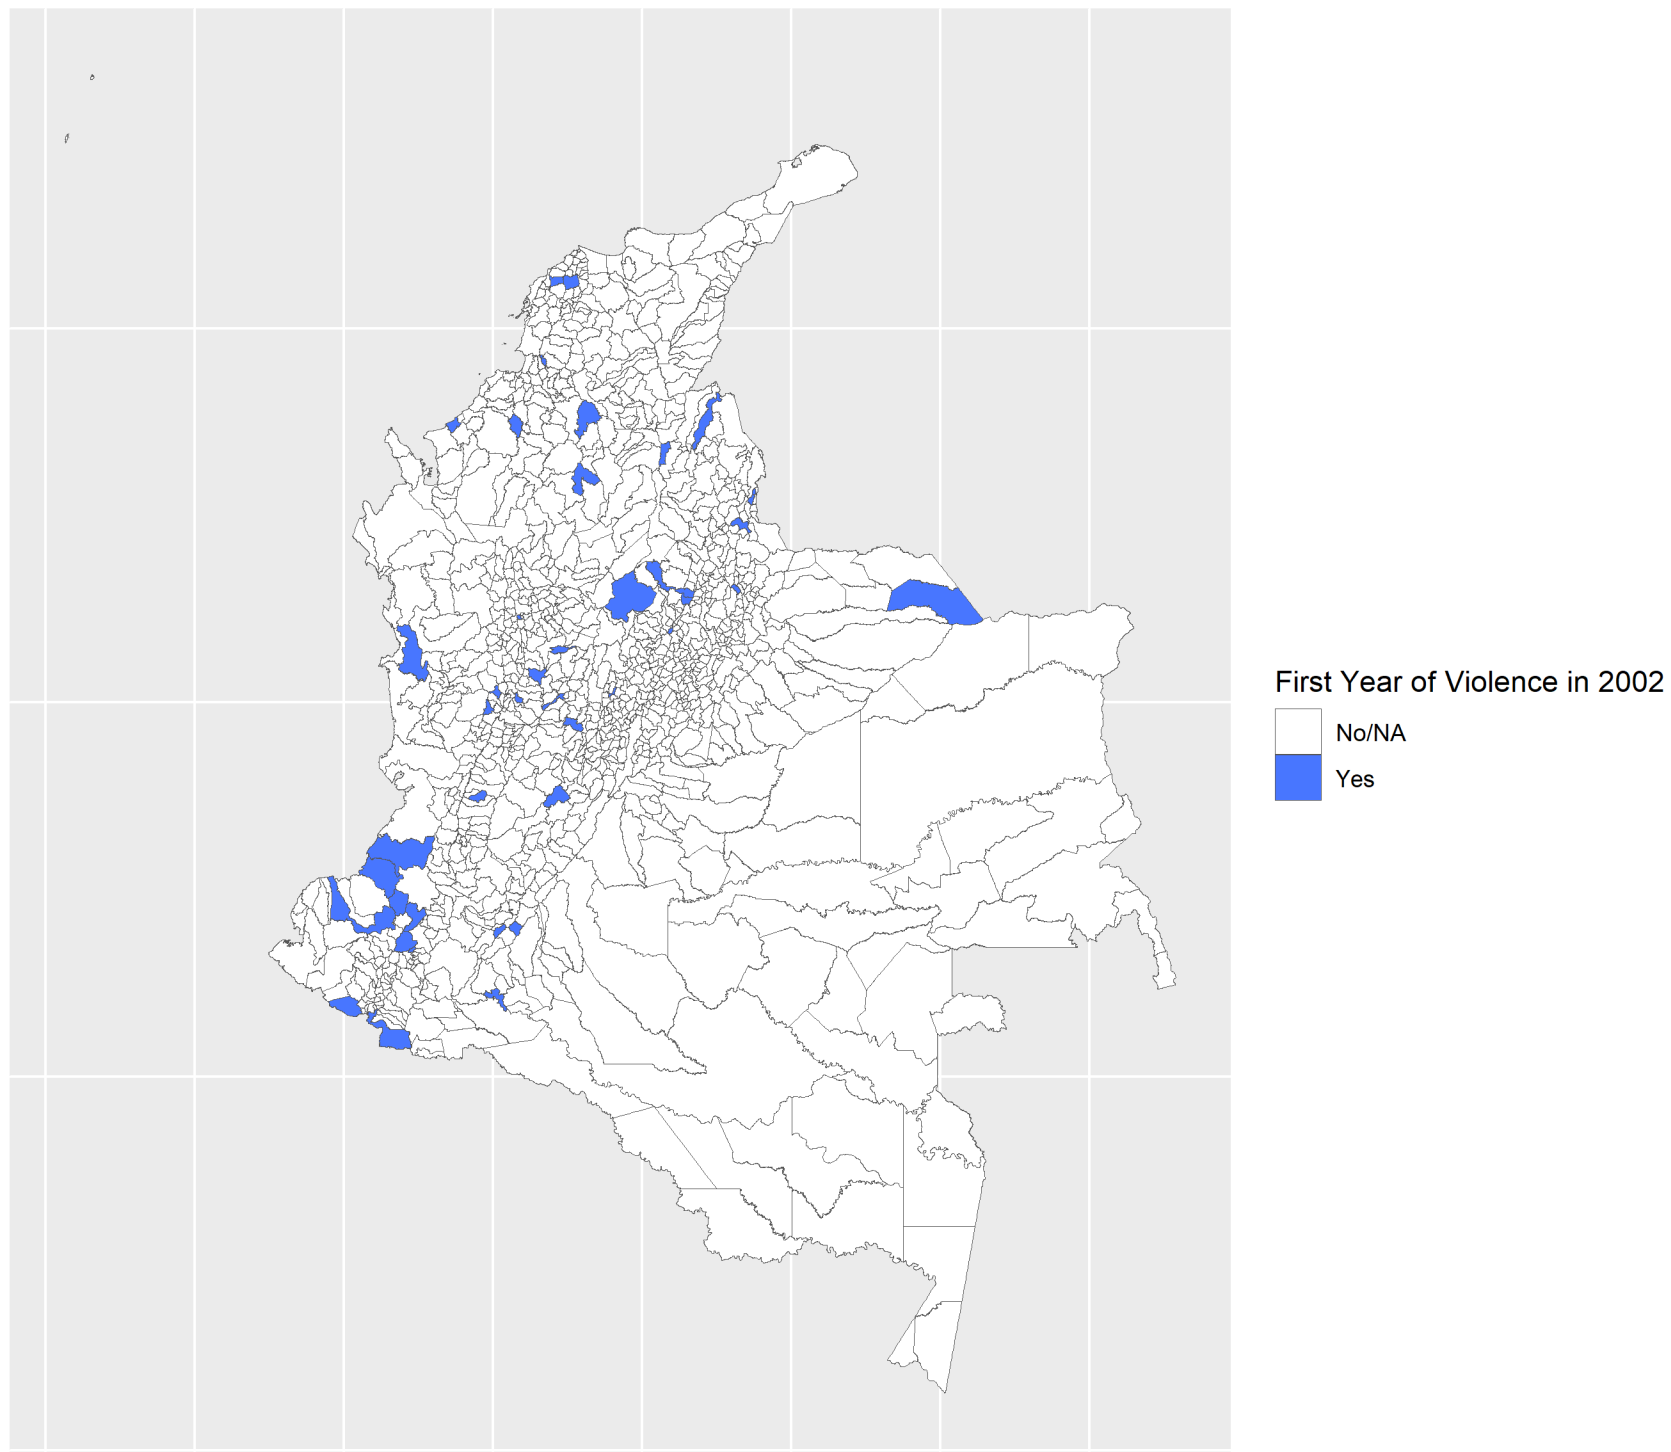 First Year of Violence in 2002
No/NA
Yes